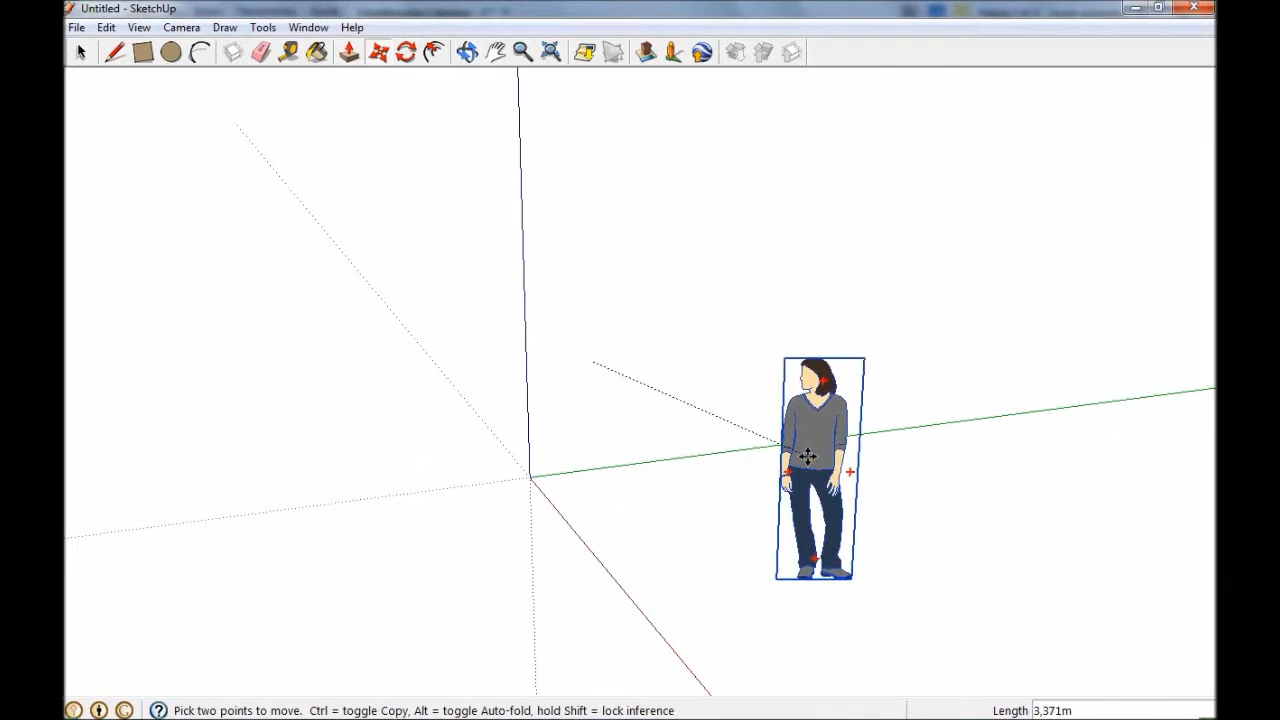 Untitled - SketchUp
File Edit View Camera Draw Tools Window Help
Pick two points to move. Ctrl = toggle Copy, Alt = toggle Auto-fold, hold Shift = lock inference
Length 3,371m